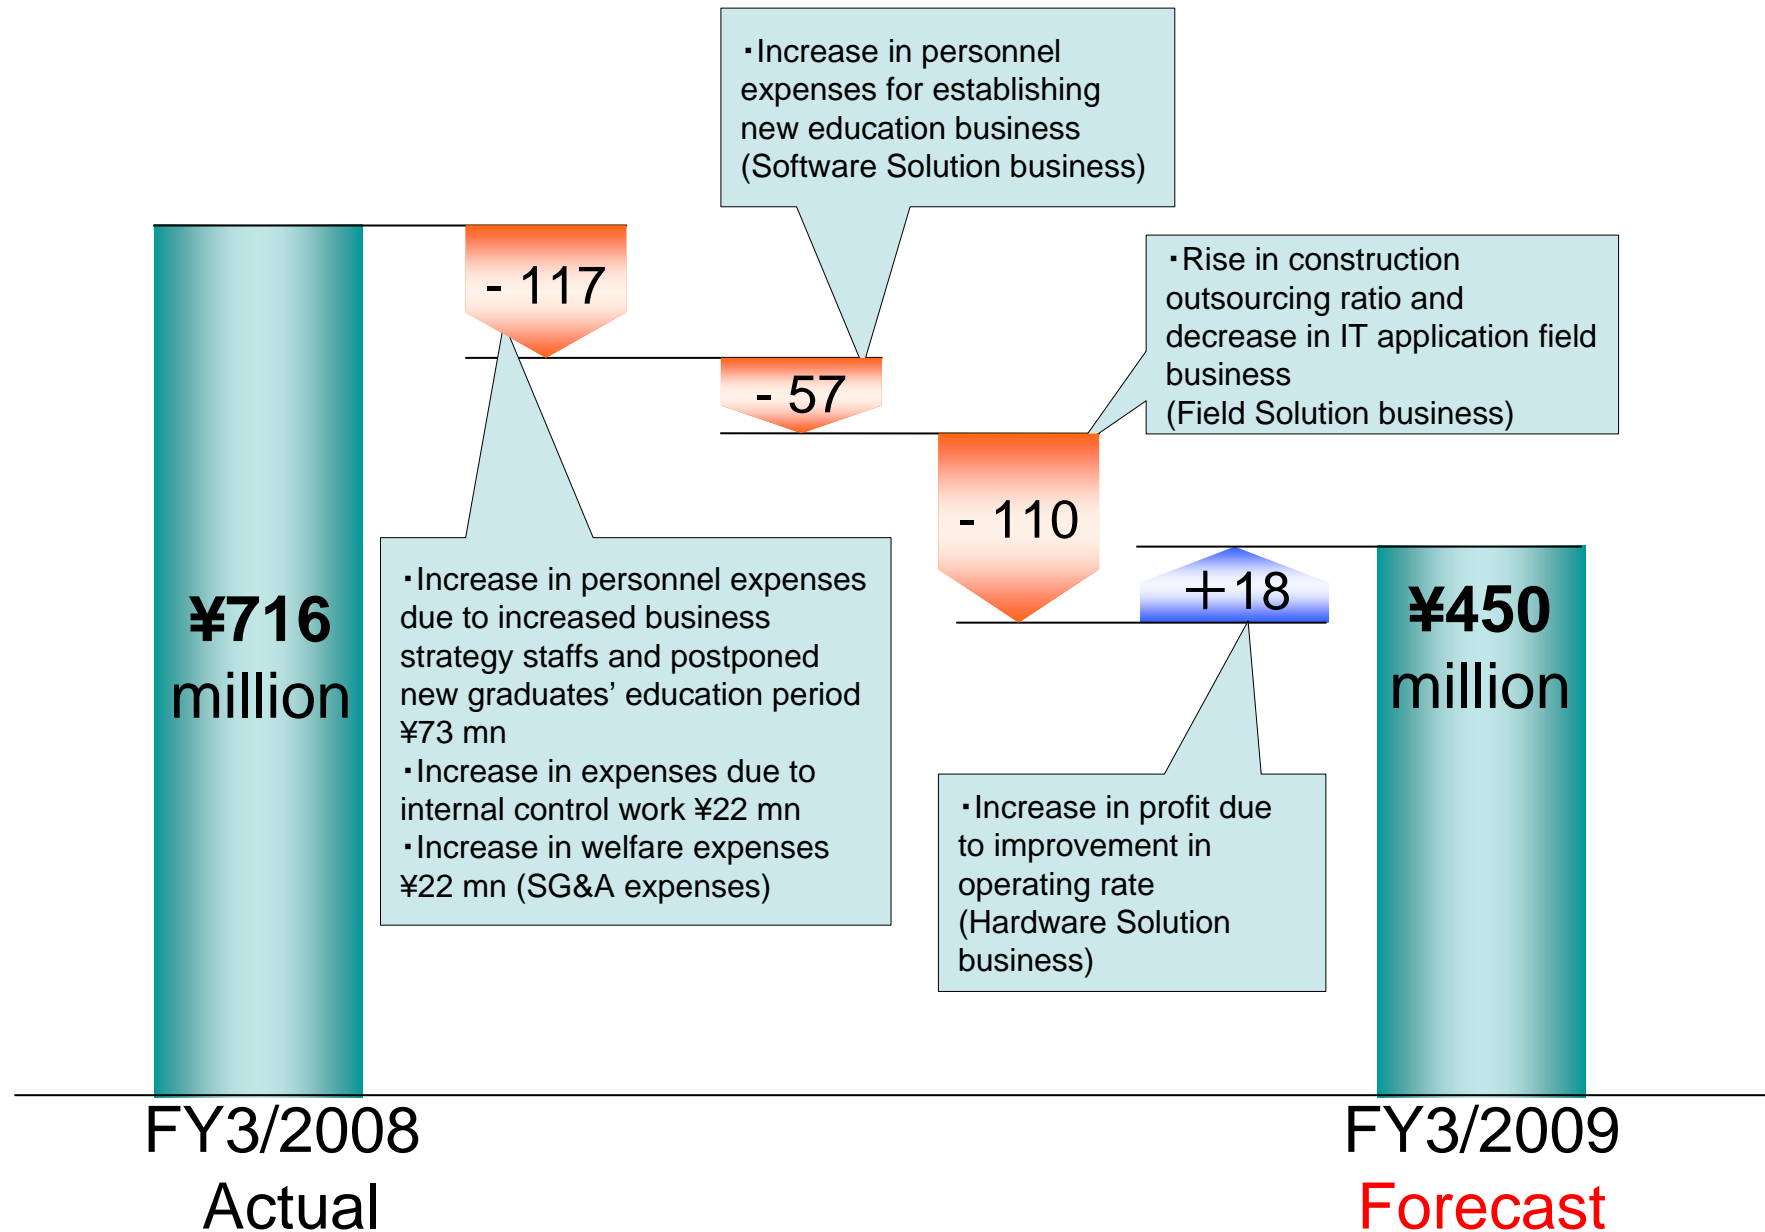 ･Increase in personnel
expenses for establishing
new education business
(Software Solution business)
- 117
･Rise in construction
outsourcing ratio and
decrease in IT application field
business
(Field Solution business)
- 57
- 110
･Increase in personnel expenses
due to increased business
strategy staffs and postponed
new graduates’ education period
¥73 mn
･Increase in expenses due to
internal control work ¥22 mn
･Increase in welfare expenses
¥22 mn (SG&A expenses)
＋18
¥716
million
¥450
million
･Increase in profit due
to improvement in
operating rate
(Hardware Solution
business)
FY3/2008
Actual
FY3/2009
Forecast